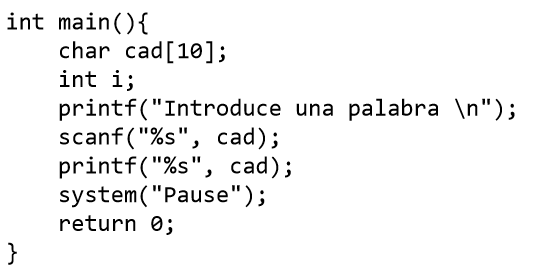 int main(){
    char cad[10];
    int i;
    printf("Introduce una palabra \n");
    scanf("%s", cad);
    printf("%s", cad);
    system("Pause");
    return 0;
}